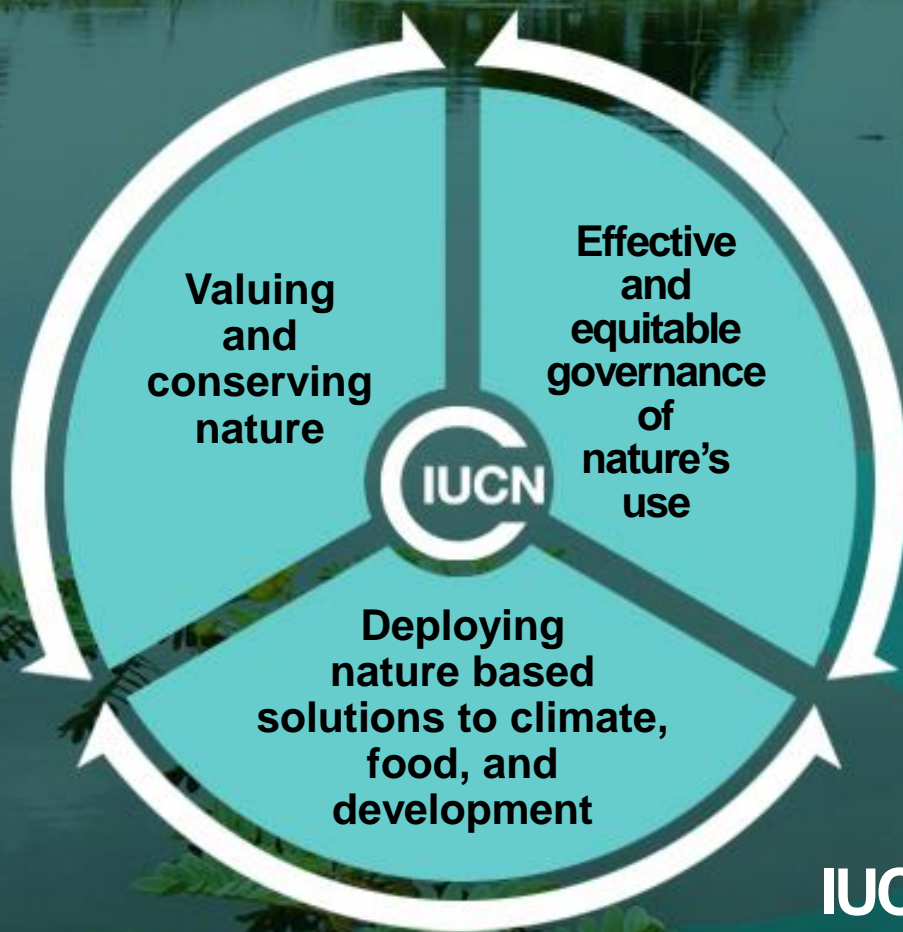 Valuing
and
conserving
nature
Effective
and
equitable
governance
of
nature's
use
IUCN
Deploying
nature based
solutions to climate,
food, and
development
IUC